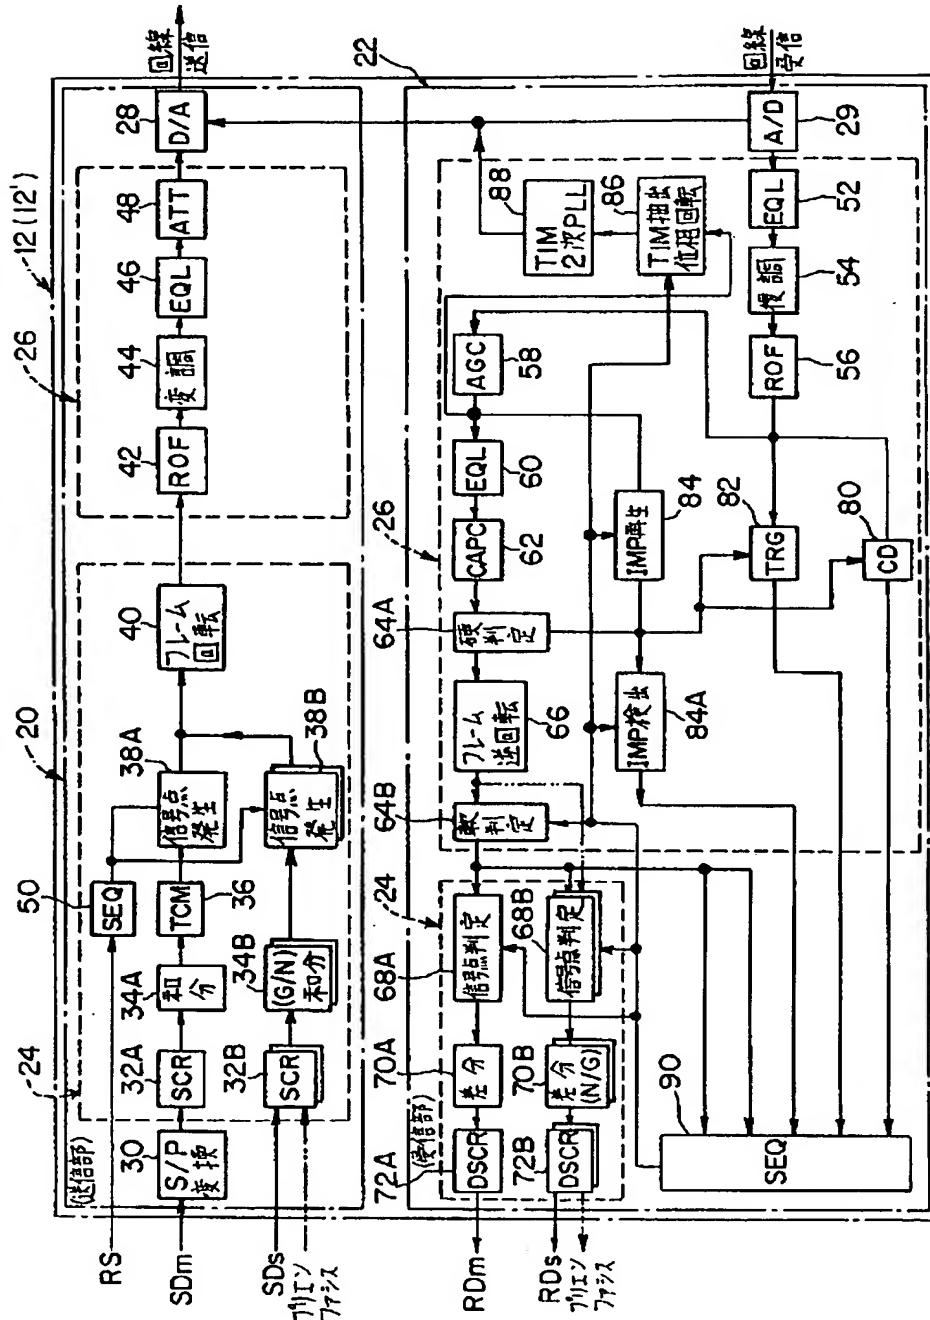 12 (12')
20
24
26
(送信部)
RS
SDm
SDs
プリエン
ファシス
30
S/P
変換
32A
SCR
34A
和分
36
TCM
50
SEQ
38A
信号点
発生
32B
SCR
34B
(G/N)
和分
38B
信号点
発生
40
フレーム
回転
42
ROF
44
変調
46
EQL
48
ATT
28
D/A
回線
送信
22
回線
受信
A/D
29
EQL
52
復調
54
ROF
56
TIM
2次PLL
88
TIM抽出
位相回転
86
AGC
58
EQL
60
CAPC
62
26
硬判定
64A
フレーム
逆回転
66
軟判定
64B
IMP再生
84
IMP検出
84A
TRG
82
CD
80
24
信号点判定
68A
信号点判定
68B
差分
70A
差分
(N/G)
70B
DSCR
72A
DSCR
72B
(受信部)
SEQ
90
RDm
RDs
プリエン
ファシス